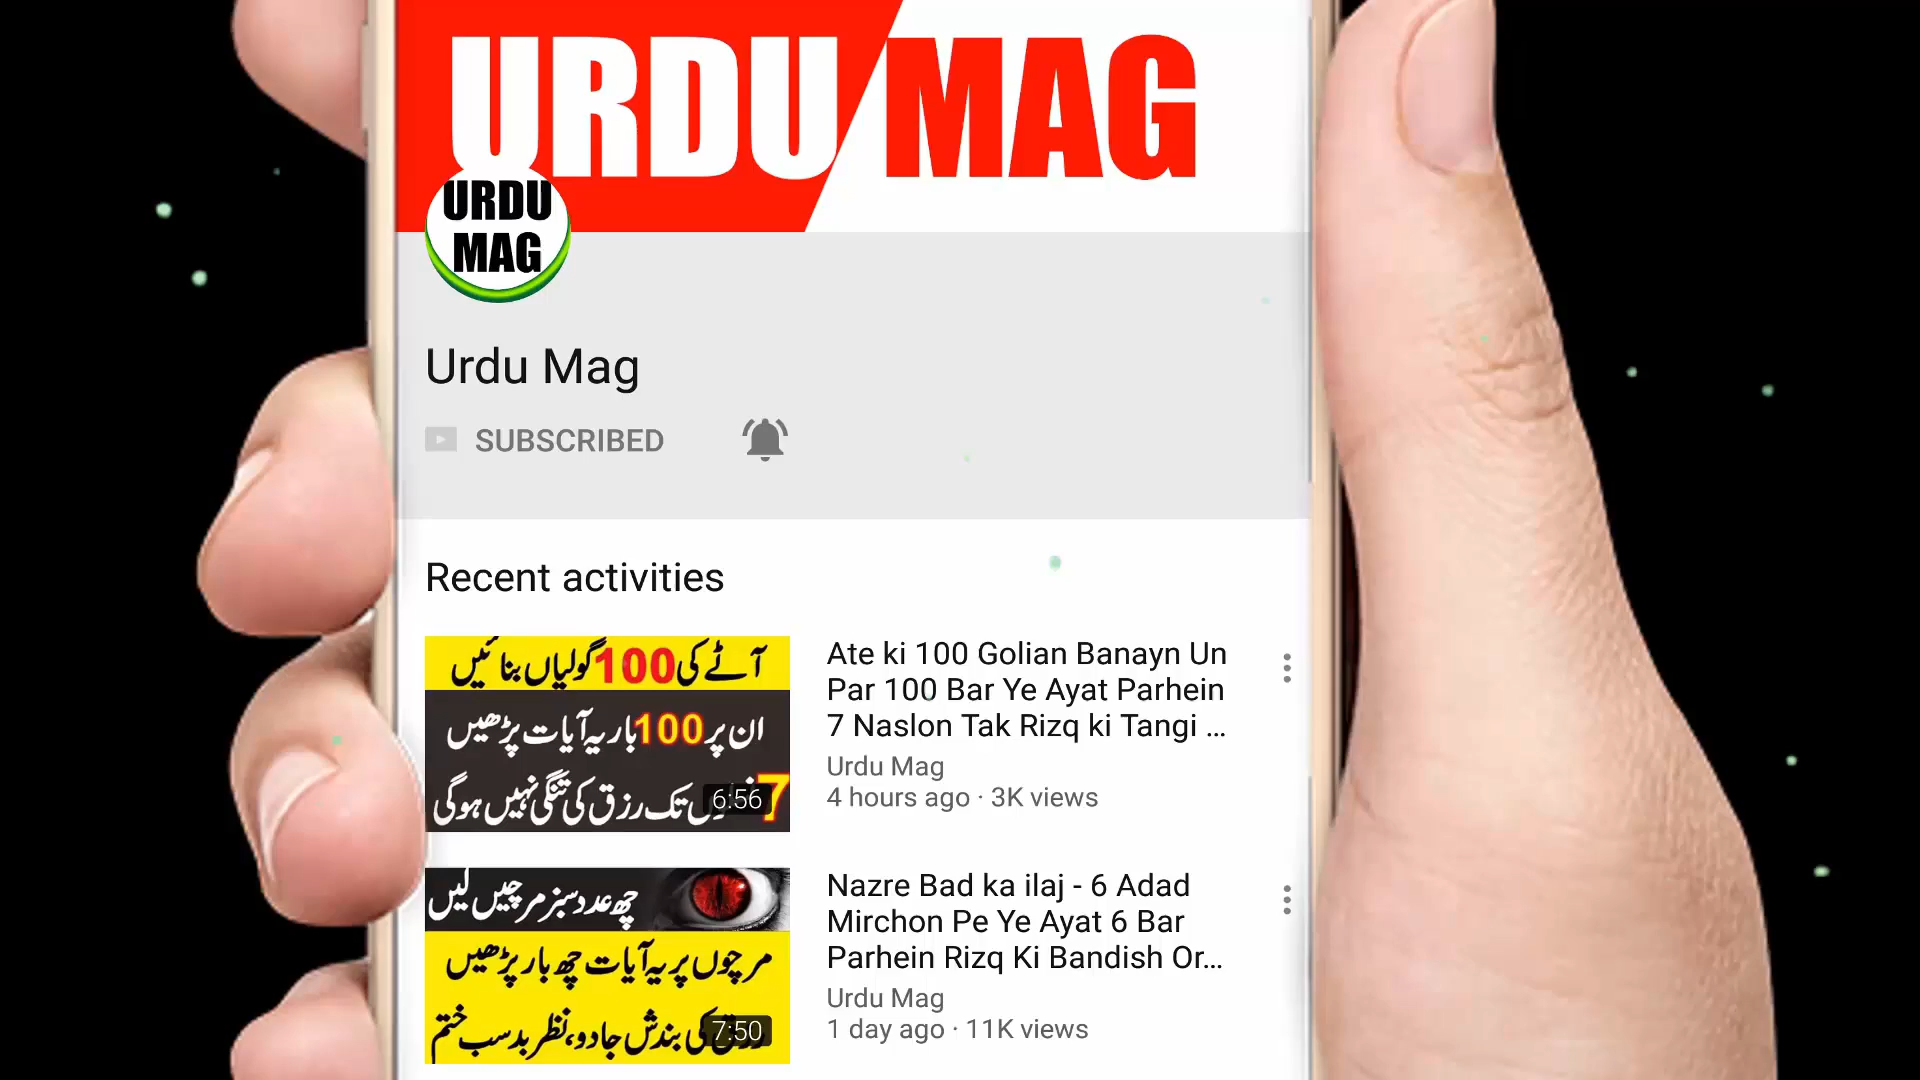 URDU MAG
URDU
MAG
Urdu Mag
SUBSCRIBED
Recent activities
آٹے کی 100 گولیاں بنائیں
ان پر 100 بار یہ آیات پڑھیں
7 تک رزق کی تنگی نہیں ہوگی
6:56
Ate ki 100 Golian Banayn Un
Par 100 Bar Ye Ayat Parhein
7 Naslon Tak Rizq ki Tangi ...
Urdu Mag
4 hours ago · 3K views
چھ عدد سبز مرچیں لیں
مرچوں پر یہ آیات چھ بار پڑھیں
کی بندش جادو، نظر بد سب ختم
7:50
Nazre Bad ka ilaj - 6 Adad
Mirchon Pe Ye Ayat 6 Bar
Parhein Rizq Ki Bandish Or...
Urdu Mag
1 day ago · 11K views